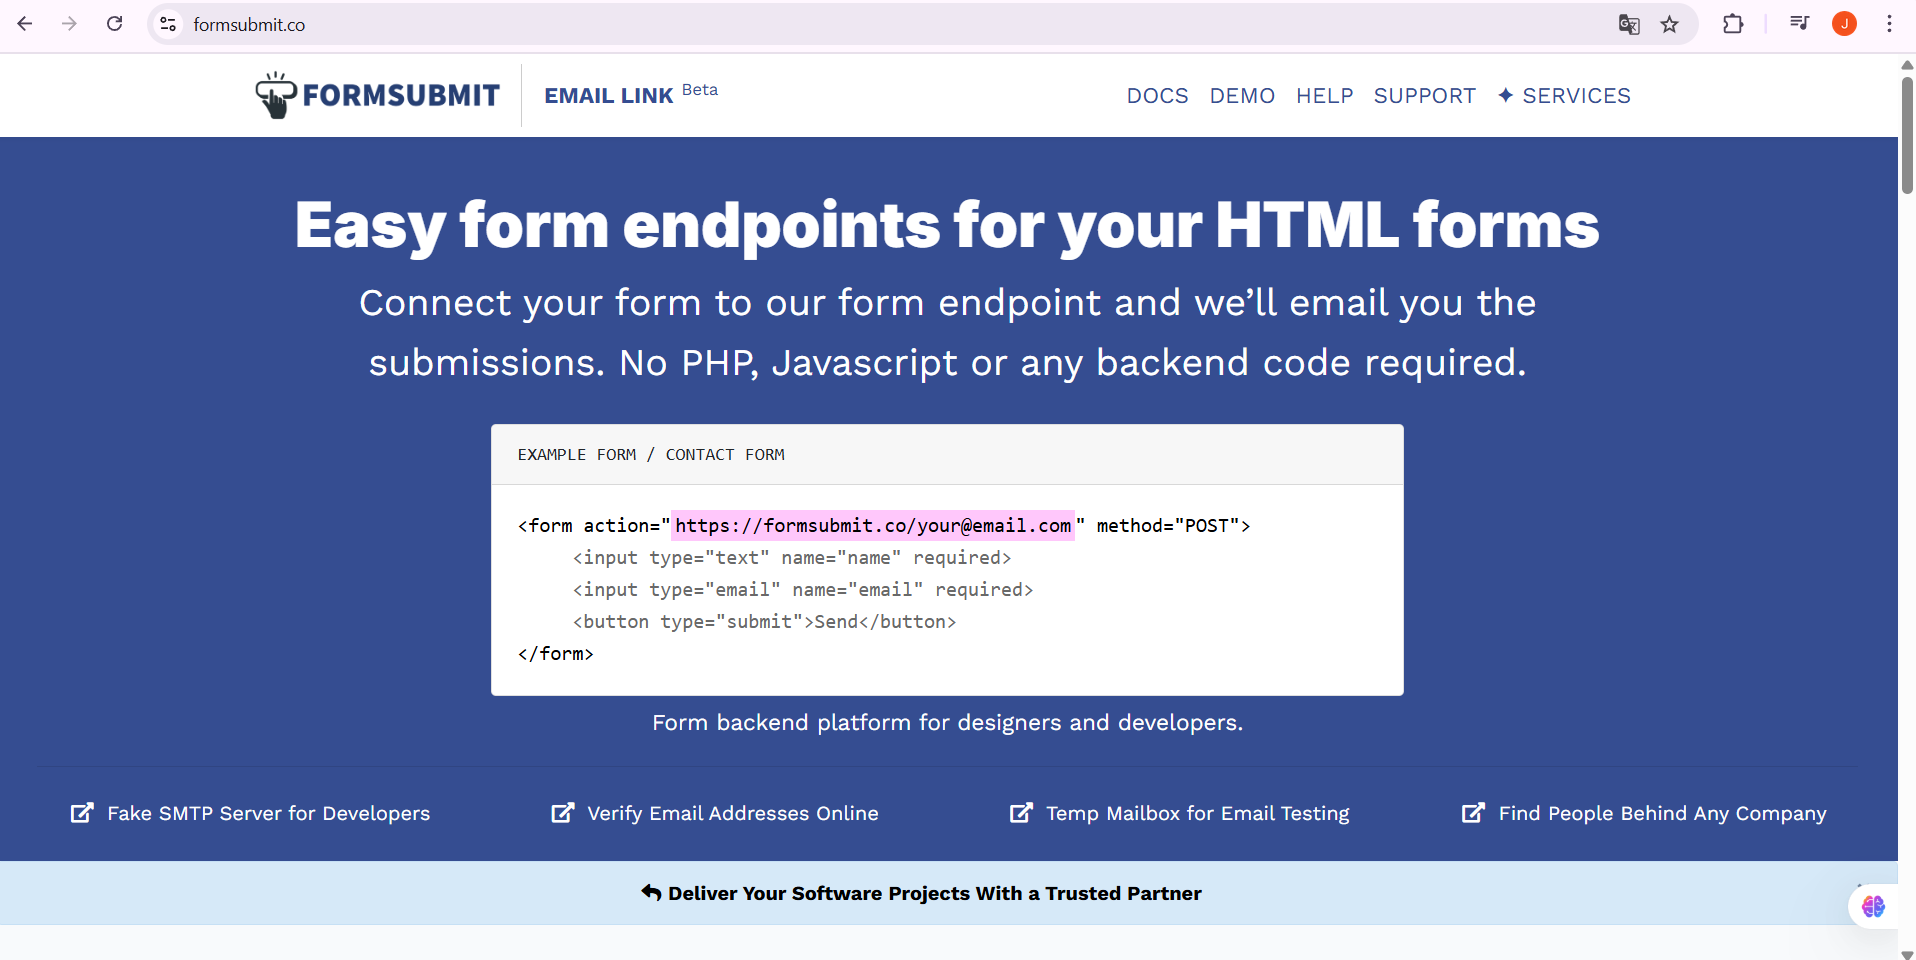 formsubmit.co
J
FORMSUBMIT
EMAIL LINK Beta
DOCS DEMO HELP SUPPORT ✦ SERVICES
Easy form endpoints for your HTML forms
Connect your form to our form endpoint and we’ll email you the
submissions. No PHP, Javascript or any backend code required.
EXAMPLE FORM / CONTACT FORM
<form action="https://formsubmit.co/your@email.com" method="POST">
<input type="text" name="name" required>
<input type="email" name="email" required>
<button type="submit">Send</button>
</form>
Form backend platform for designers and developers.
Fake SMTP Server for Developers
Verify Email Addresses Online
Temp Mailbox for Email Testing
Find People Behind Any Company
Deliver Your Software Projects With a Trusted Partner